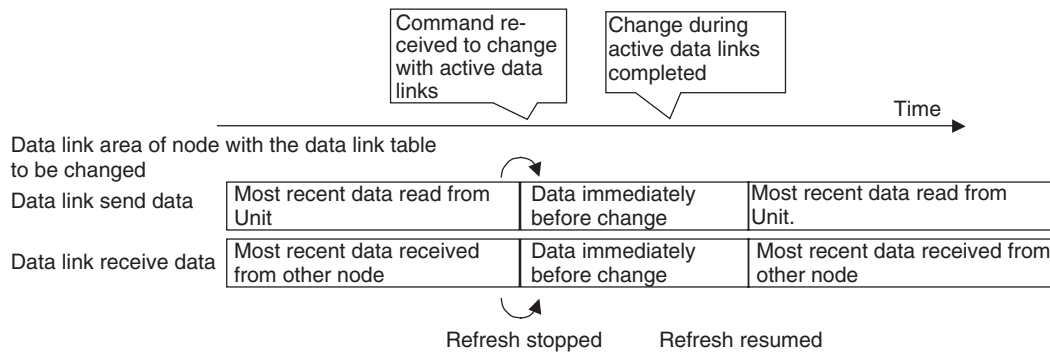 Command re-
ceived to change
with active data
links
Change during
active data links
completed
Time
Data link area of node with the data link table
to be changed
Data link send data
Most recent data read from
Unit
Data immediately
before change
Most recent data read from
Unit.
Data link receive data
Most recent data received
from other node
Data immediately
before change
Most recent data received from
other node
Refresh stopped
Refresh resumed